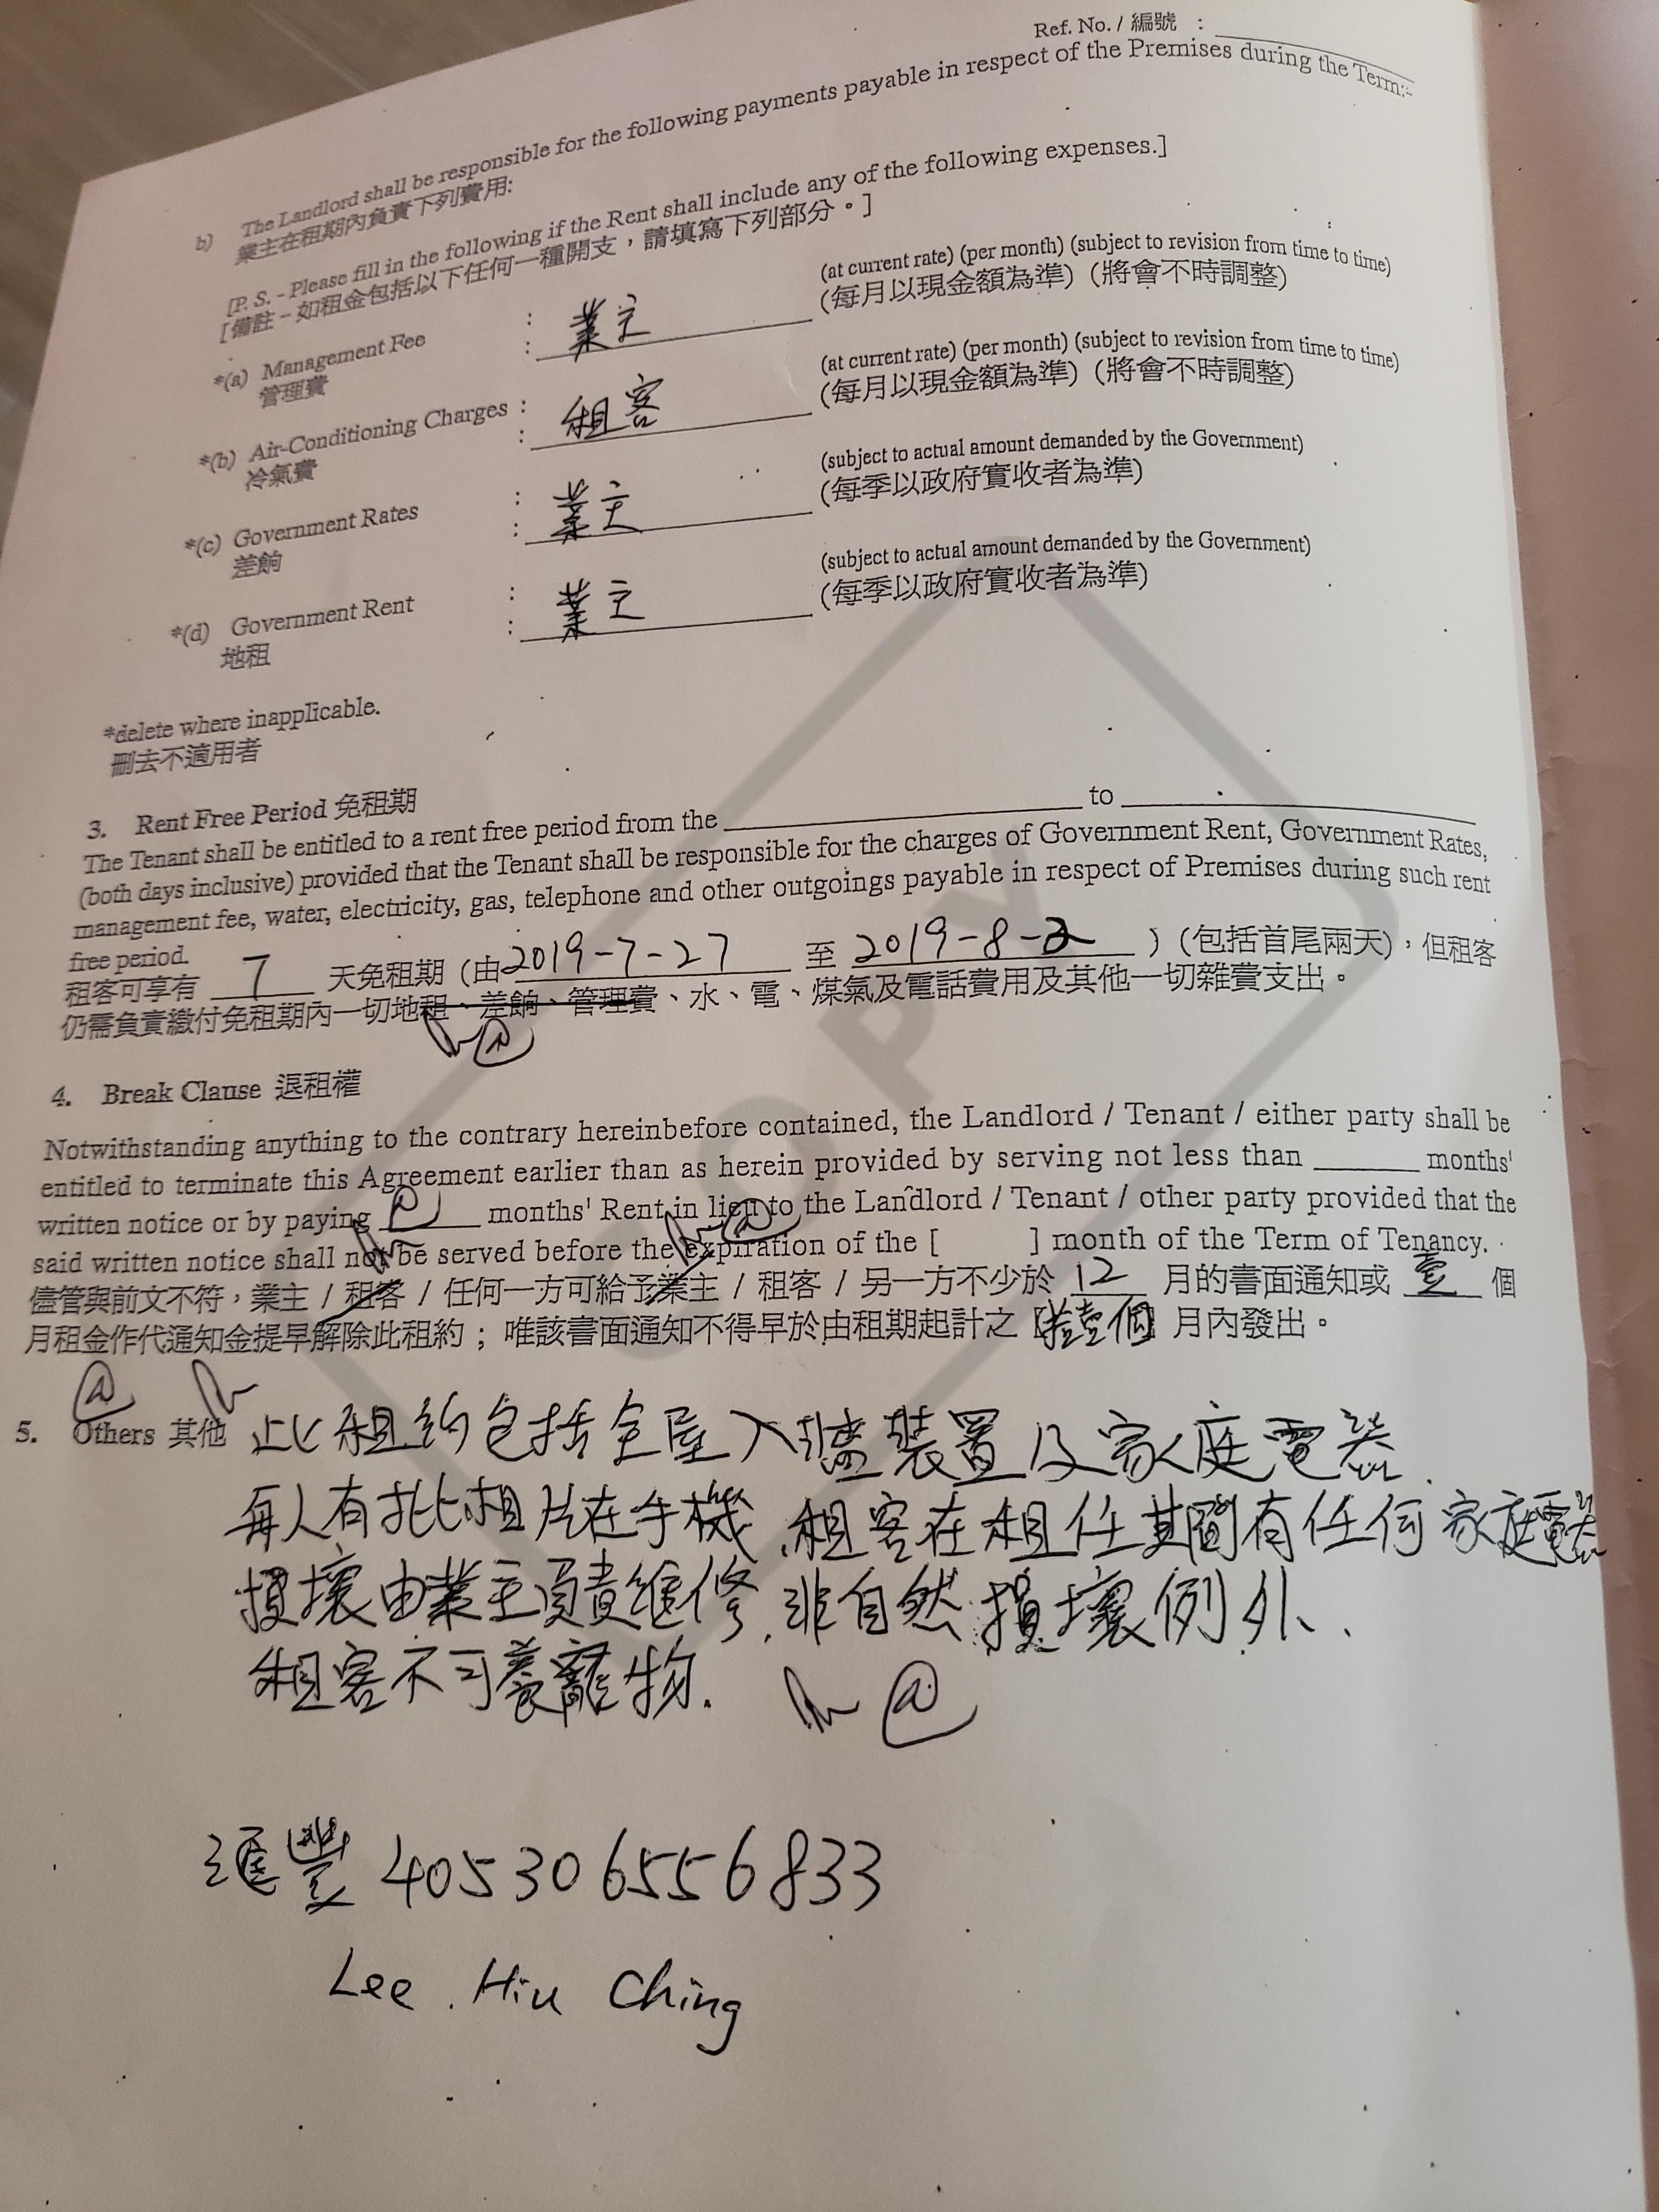 Ref. No. / 編號 :
b) The Landlord shall be responsible for the following payments payable in respect of the Premises during the Term:-
業主在租期內負責下列費用:
[P. S. - Please fill in the following if the Rent shall include any of the following expenses.]
[備註 - 如租金包括以下任何一種開支，請填寫下列部分。]
*(a) Management Fee : (at current rate) (per month) (subject to revision from time to time)
管理費 : 業主 (每月以現金額為準) (將會不時調整)
*(b) Air-Conditioning Charges : (at current rate) (per month) (subject to revision from time to time)
冷氣費 : 租客 (每月以現金額為準) (將會不時調整)
*(c) Government Rates : (subject to actual amount demanded by the Government)
差餉 : 業主 (每季以政府實收者為準)
*(d) Government Rent : (subject to actual amount demanded by the Government)
地租 : 業主 (每季以政府實收者為準)
*delete where inapplicable.
刪去不適用者
3. Rent Free Period 免租期
The Tenant shall be entitled to a rent free period from the ____ to ____
(both days inclusive) provided that the Tenant shall be responsible for the charges of Government Rent, Government Rates,
management fee, water, electricity, gas, telephone and other outgoings payable in respect of Premises during such rent
free period.
租客可享有 7 天免租期 (由 2019-7-27 至 2019-8-2 ) (包括首尾兩天)，但租客
仍需負責繳付免租期內一切地租、差餉、管理費、水、電、煤氣及電話費用及其他一切雜費支出。
4. Break Clause 退租權
Notwithstanding anything to the contrary hereinbefore contained, the Landlord / Tenant / either party shall be
entitled to terminate this Agreement earlier than as herein provided by serving not less than ____ months'
written notice or by paying ____ months' Rent in lieu to the Landlord / Tenant / other party provided that the
said written notice shall not be served before the expiration of the [ ] month of the Term of Tenancy.
儘管與前文不符，業主 / 租客 / 任何一方可給予業主 / 租客 / 另一方不少於 12 月的書面通知或 壹 個
月租金作代通知金提早解除此租約；唯該書面通知不得早於由租期起計之 [ 個] 月內發出。
5. Others 其他 此租約包括全屋入墻裝置及家庭電器.
每人有批相片在手機.租客在租任其間有任何家庭電器
損壞由業主負責維修.非自然損壞例外、
租客不可養寵物.
滙豐 405306556833
Lee. Hiu Ching